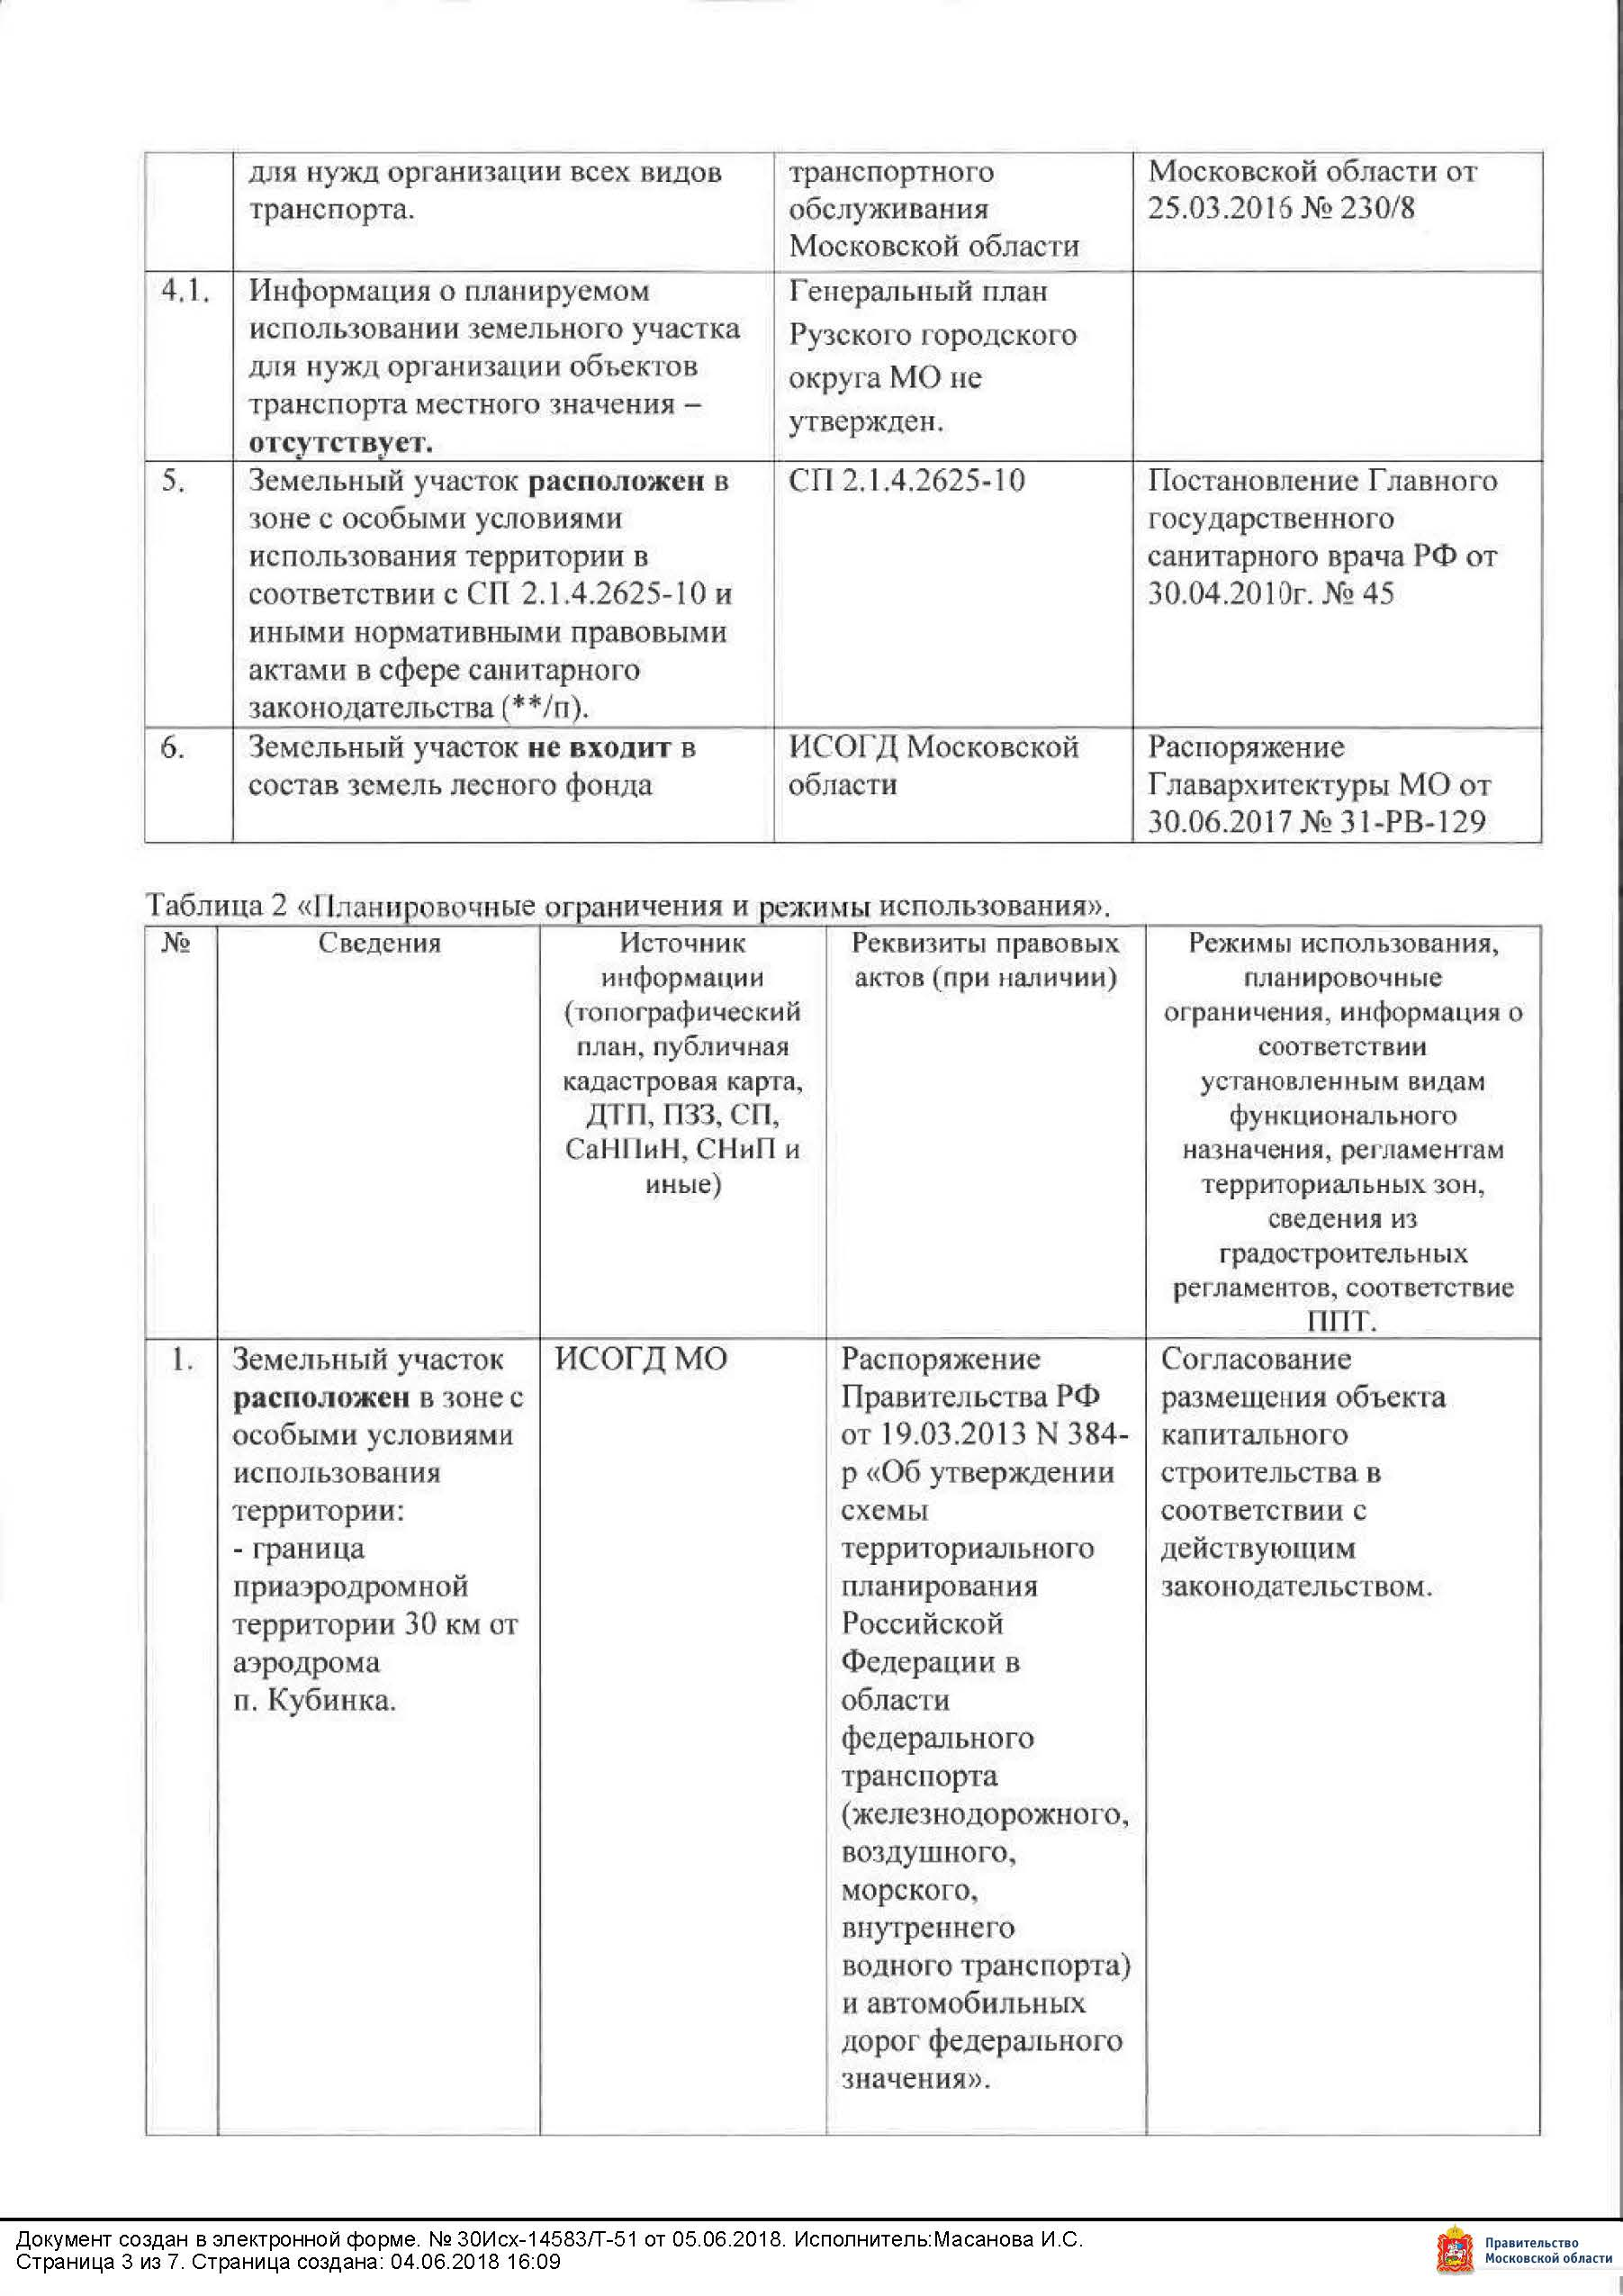 для нужд организации всех видов
транспорта.
транспортного
обслуживания
Московской области
Московской области от
25.03.2016 № 230/8
4.1.
Информация о планируемом
использовании земельного участка
для нужд организации объектов
транспорта местного значения –
отсутствует.
Генеральный план
Рузского городского
округа МО не
утвержден.
5.
Земельный участок расположен в
зоне с особыми условиями
использования территории в
соответствии с СП 2.1.4.2625-10 и
иными нормативными правовыми
актами в сфере санитарного
законодательства (**/п).
СП 2.1.4.2625-10
Постановление Главного
государственного
санитарного врача РФ от
30.04.2010г. № 45
6.
Земельный участок не входит в
состав земель лесного фонда
ИСОГД Московской
области
Распоряжение
Главархитектуры МО от
30.06.2017 № 31-РВ-129
Таблица 2 «Планировочные ограничения и режимы использования».
№
Сведения
Источник
информации
(топографический
план, публичная
кадастровая карта,
ДТП, ПЗЗ, СП,
СаНПиН, СНиП и
иные)
Реквизиты правовых
актов (при наличии)
Режимы использования,
планировочные
ограничения, информация о
соответствии
установленным видам
функционального
назначения, регламентам
территориальных зон,
сведения из
градостроительных
регламентов, соответствие
ППТ.
1.
Земельный участок
расположен в зоне с
особыми условиями
использования
территории:
- граница
приаэродромной
территории 30 км от
аэродрома
п. Кубинка.
ИСОГД МО
Распоряжение
Правительства РФ
от 19.03.2013 N 384-
р «Об утверждении
схемы
территориального
планирования
Российской
Федерации в
области
федерального
транспорта
(железнодорожного,
воздушного,
морского,
внутреннего
водного транспорта)
и автомобильных
дорог федерального
значения».
Согласование
размещения объекта
капитального
строительства в
соответствии с
действующим
законодательством.
Документ создан в электронной форме. № 30Исх-14583/Т-51 от 05.06.2018. Исполнитель:Масанова И.С.
Страница 3 из 7. Страница создана: 04.06.2018 16:09
Правительство
Московской области